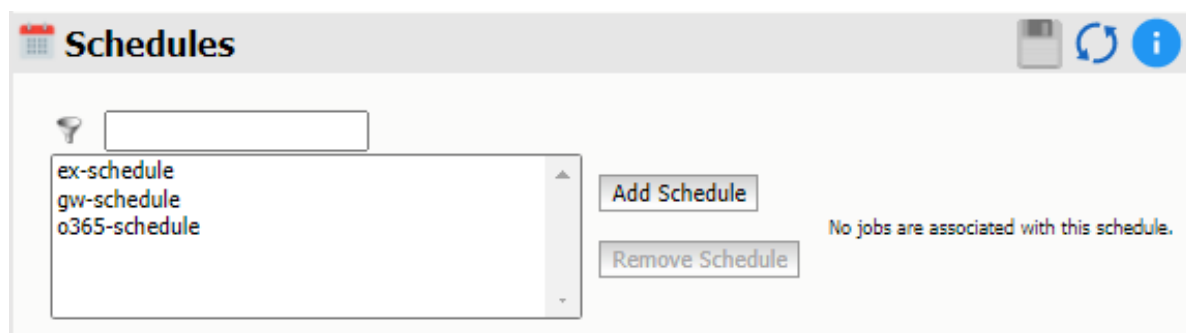 Schedules
ex-schedule
gw-schedule
o365-schedule
Add Schedule
Remove Schedule
No jobs are associated with this schedule.